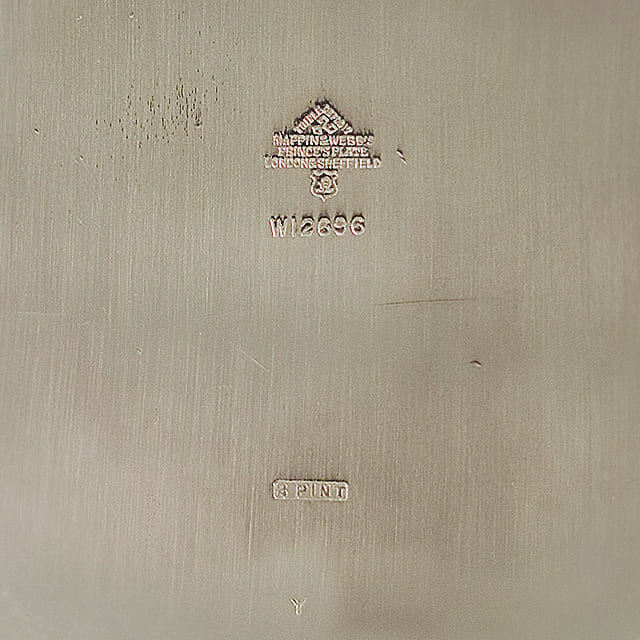 MAPPIN & WEBB'S
PRINCE'S PLATE
LONDON & SHEFFIELD
W12696
3 PINT
Y